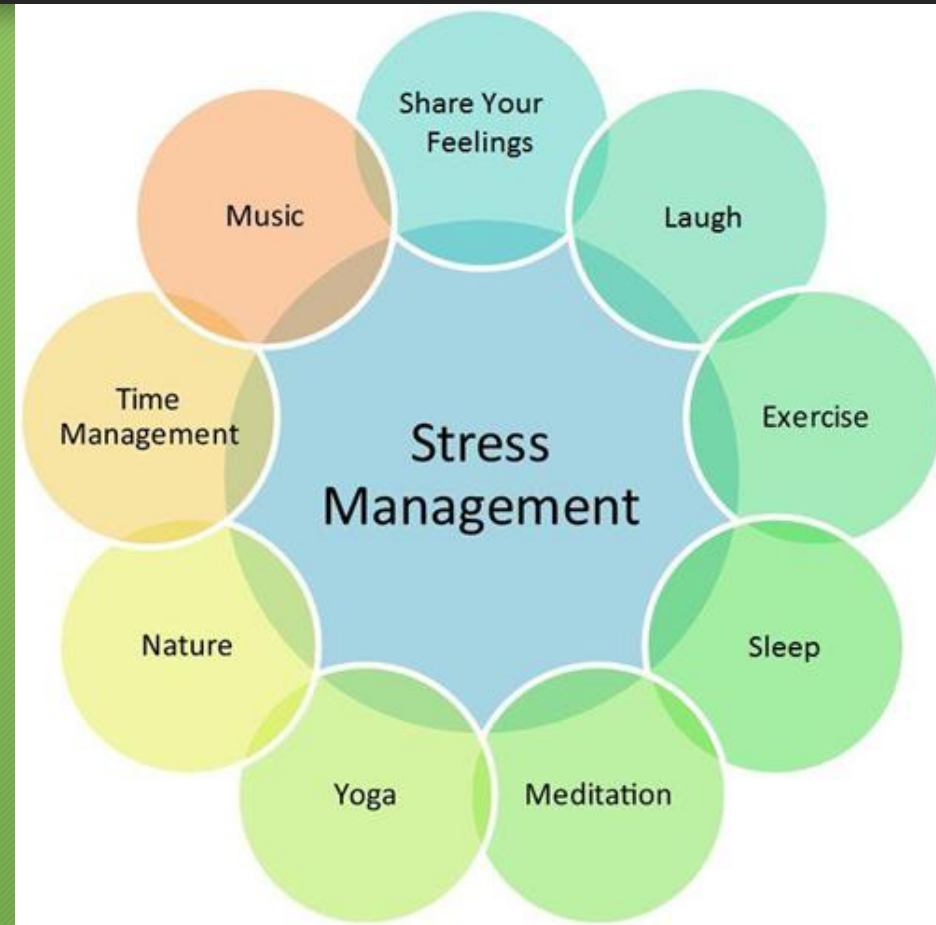 Share Your
Feelings
Laugh
Exercise
Sleep
Meditation
Yoga
Nature
Time
Management
Music
Stress
Management